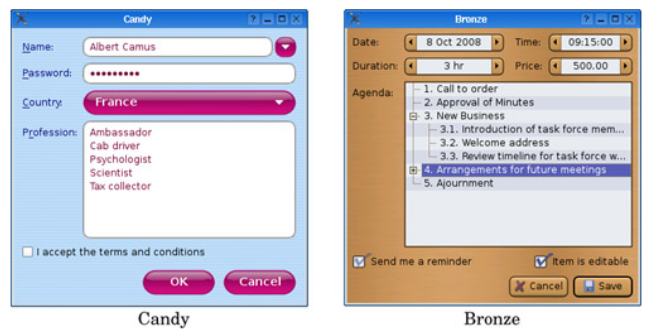 Candy
Name: Albert Camus
Password: •••••••••
Country: France
Profession: Ambassador
Cab driver
Psychologist
Scientist
Tax collector
I accept the terms and conditions
OK Cancel
Candy
Bronze
Date: 8 Oct 2008 Time: 09:15:00
Duration: 3 hr Price: 500.00
Agenda: 1. Call to order
2. Approval of Minutes
3. New Business
3.1. Introduction of task force mem...
3.2. Welcome address
3.3. Review timeline for task force w...
4. Arrangements for future meetings
5. Ajournment
Send me a reminder Item is editable
Cancel Save
Bronze